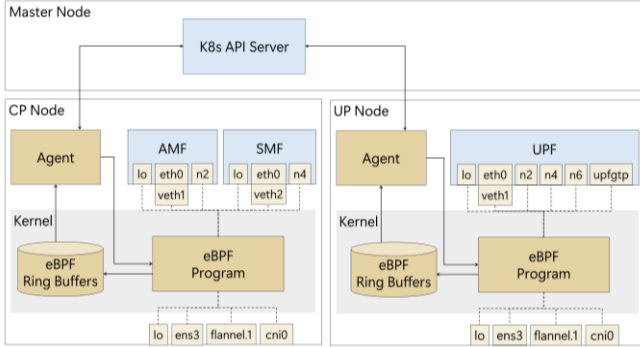 Master Node
K8s API Server
CP Node
Agent
AMF
lo eth0 n2
veth1
SMF
lo eth0 n4
veth2
Kernel
eBPF
Ring Buffers
eBPF
Program
lo ens3 flannel.1 cni0
UP Node
Agent
UPF
lo eth0 n2 n4 n6 upfgtp
veth1
Kernel
eBPF
Ring Buffers
eBPF
Program
lo ens3 flannel.1 cni0